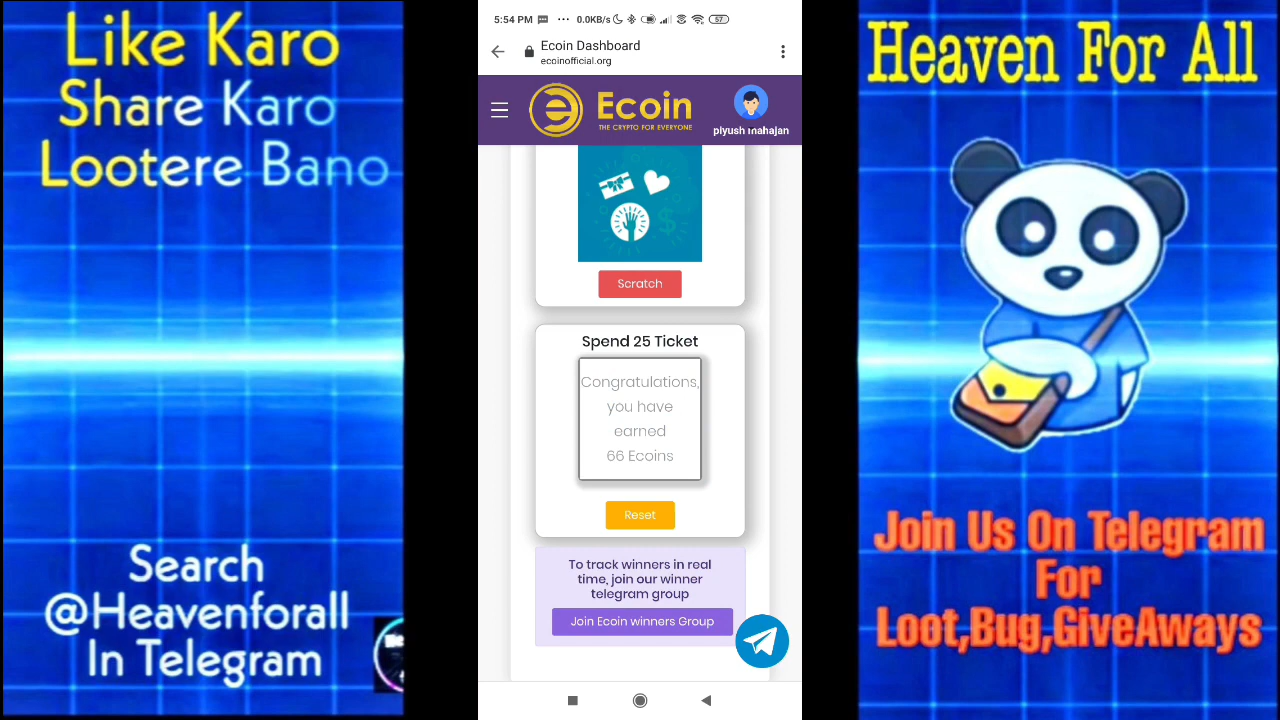 Like Karo
Share Karo
Lootere Bano
Search
@Heavenforall
In Telegram
5:54 PM
0.0KB/s
57
Ecoin Dashboard
ecoinofficial.org
Ecoin
THE CRYPTO FOR EVERYONE
piyush mahajan
Scratch
Spend 25 Ticket
Congratulations,
you have
earned
66 Ecoins
Reset
To track winners in real
time, join our winner
telegram group
Join Ecoin winners Group
Heaven For All
Join Us On Telegram
For
Loot,Bug,GiveAways